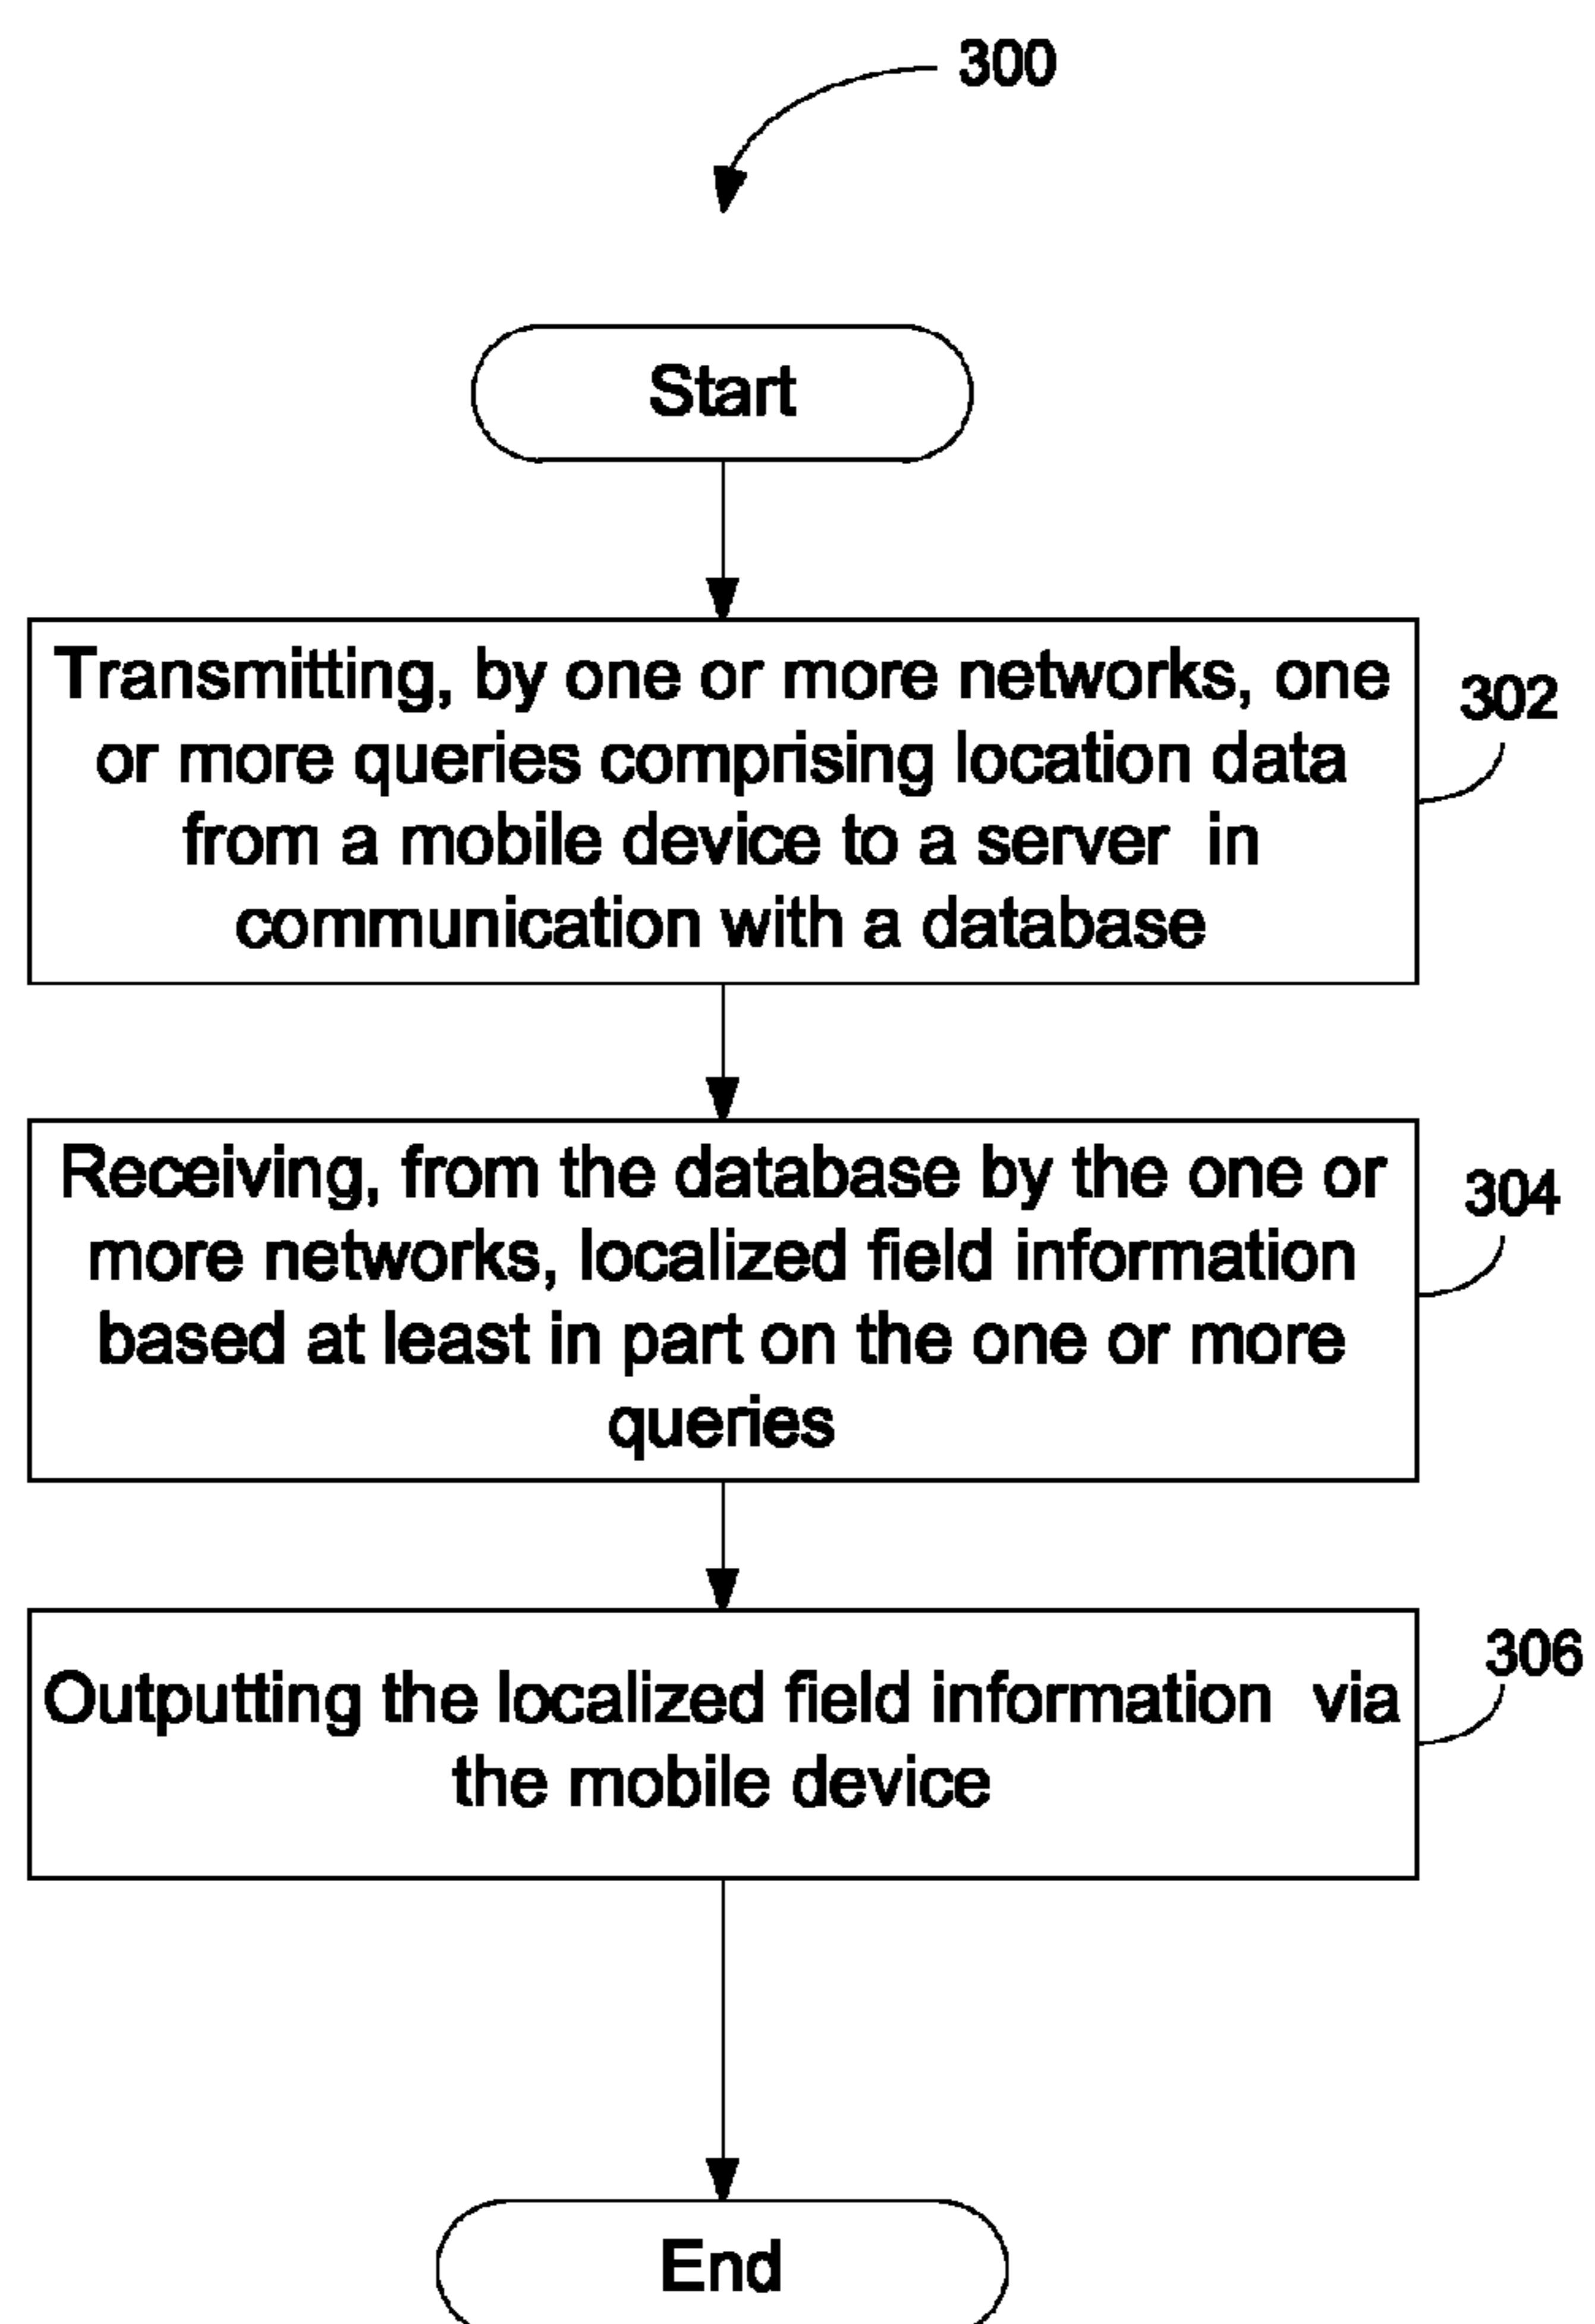 300
Start
Transmitting, by one or more networks, one
or more queries comprising location data
from a mobile device to a server in
communication with a database
302
Receiving, from the database by the one or
more networks, localized field information
based at least in part on the one or more
queries
304
Outputting the localized field information via
the mobile device
306
End